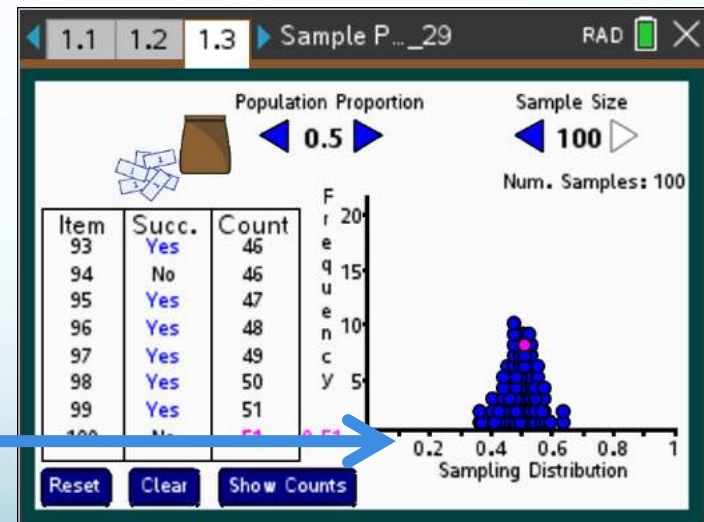 1.1 1.2 1.3 Sample P..._29 RAD
Population Proportion
0.5
Sample Size
100
Num. Samples: 100
Item Succ. Count
93 Yes 46
94 No 46
95 Yes 47
96 Yes 48
97 Yes 49
98 Yes 50
99 Yes 51
Frequency
20
15
10
5
0.2 0.4 0.6 0.8 1
Sampling Distribution
Reset Clear Show Counts